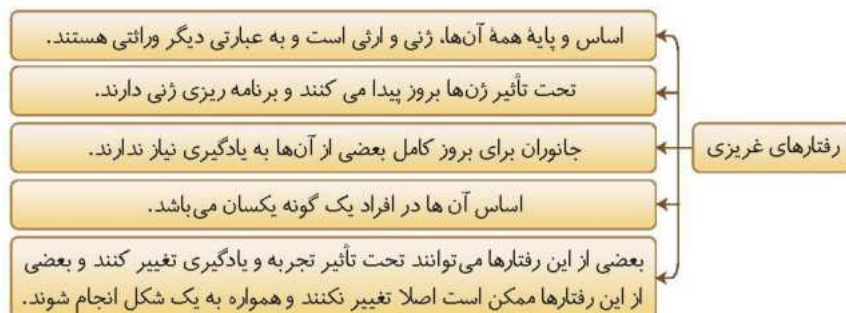 رفتارهای غریزی
اساس و پایهٔ همهٔ آن‌ها، ژنی و ارثی است و به عبارتی دیگر وراثتی هستند.
تحت تأثیر ژن‌ها بروز پیدا می کنند و برنامه ریزی ژنی دارند.
جانوران برای بروز کامل بعضی از آن‌ها به یادگیری نیاز ندارند.
اساس آن ها در افراد یک گونه یکسان می‌باشد.
بعضی از این رفتارها می‌توانند تحت تأثیر تجربه و یادگیری تغییر کنند و بعضی
از این رفتارها ممکن است اصلا تغییر نکنند و همواره به یک شکل انجام شوند.